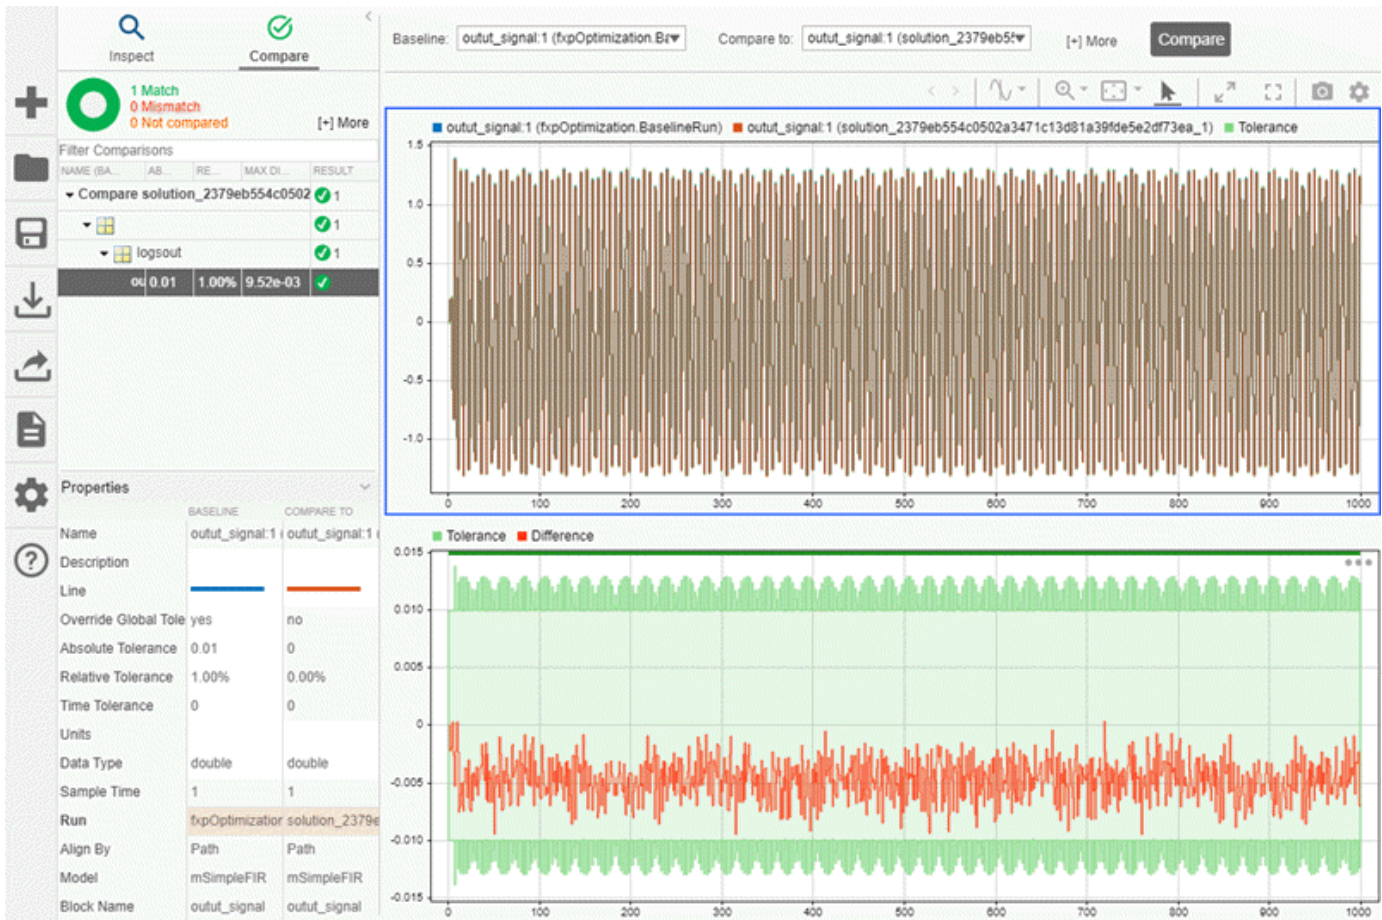 Inspect
Compare
Baseline:
outut_signal:1 (fxpOptimization.Ba
Compare to:
outut_signal:1 (solution_2379eb5
[+] More
Compare
1 Match
0 Mismatch
0 Not compared
[+] More
Filter Comparisons
NAME (BA... AB... RE... MAX DI... RESULT
Compare solution_2379eb554c0502 1
1
logsout 1
ou 0.01 1.00% 9.52e-03
outut_signal:1 (fxpOptimization.BaselineRun) outut_signal:1 (solution_2379eb554c0502a3471c13d81a39fde5e2df73ea_1) Tolerance
1.5
1.0
0.5
0
-0.5
-1.0
0 100 200 300 400 500 600 700 800 900 1000
Properties
BASELINE COMPARE TO
Name outut_signal:1 ( outut_signal:1 (
Description
Line
Override Global Tole yes no
Absolute Tolerance 0.01 0
Relative Tolerance 1.00% 0.00%
Time Tolerance 0 0
Units
Data Type double double
Sample Time 1 1
Run fxpOptimization solution_2379e
Align By Path Path
Model mSimpleFIR mSimpleFIR
Block Name outut_signal outut_signal
Tolerance Difference
0.015
0.010
0.005
0
-0.005
-0.010
-0.015
0 100 200 300 400 500 600 700 800 900 1000